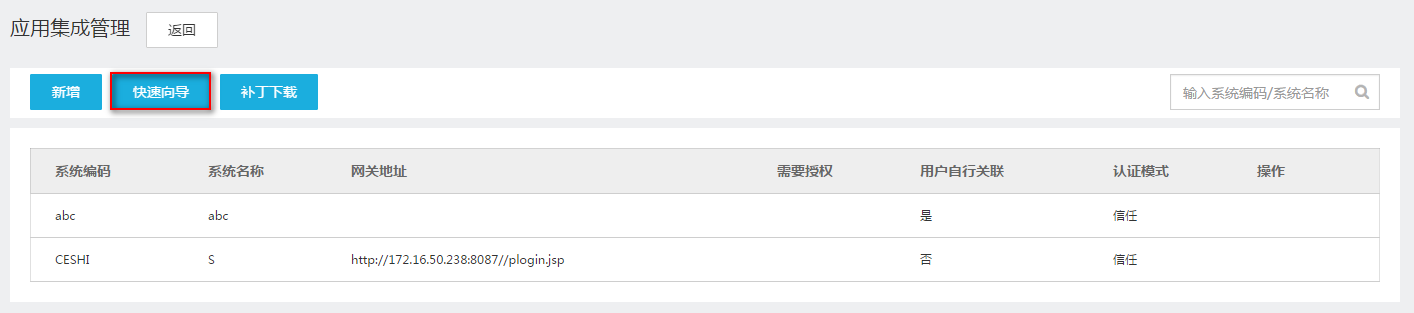 应用集成管理 返回
新增 快速向导 补丁下载 输入系统编码/系统名称
系统编码 系统名称 网关地址 需要授权 用户自行关联 认证模式 操作
abc abc 是 信任
CESHI S http://172.16.50.238:8087//plogin.jsp 否 信任